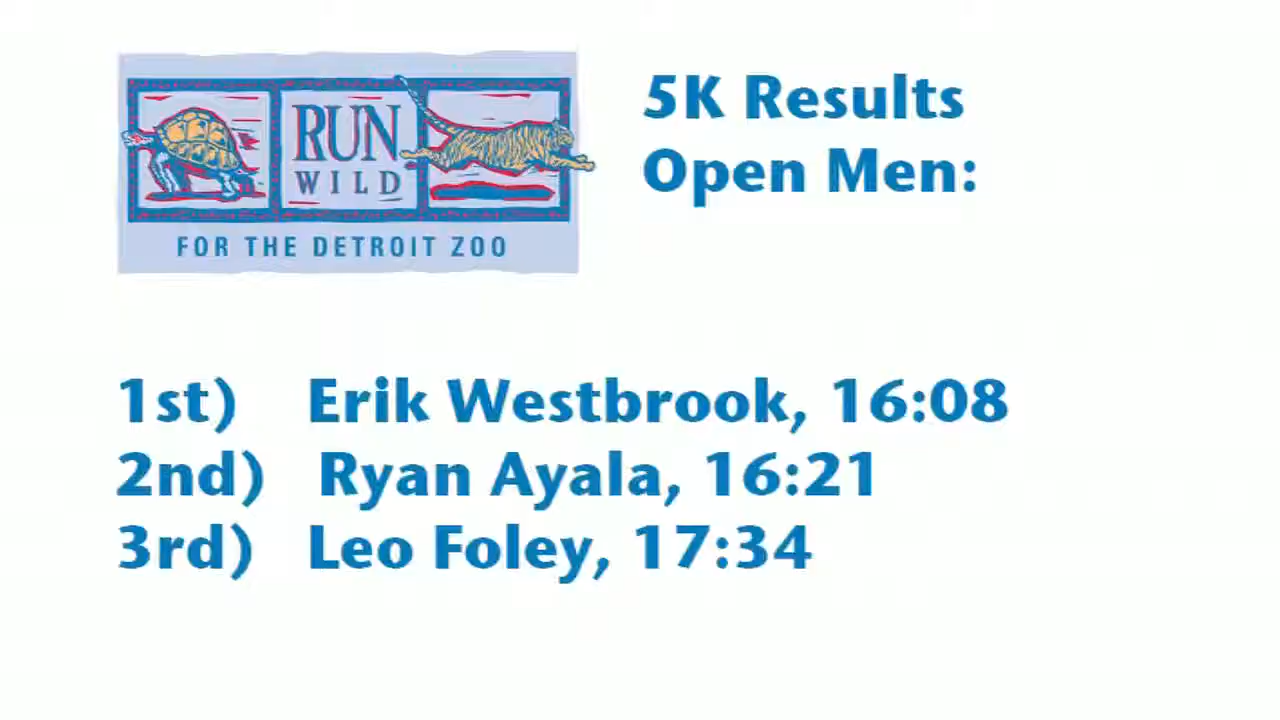 RUN
WILD
FOR THE DETROIT ZOO
5K Results
Open Men:
1st) Erik Westbrook, 16:08
2nd) Ryan Ayala, 16:21
3rd) Leo Foley, 17:34